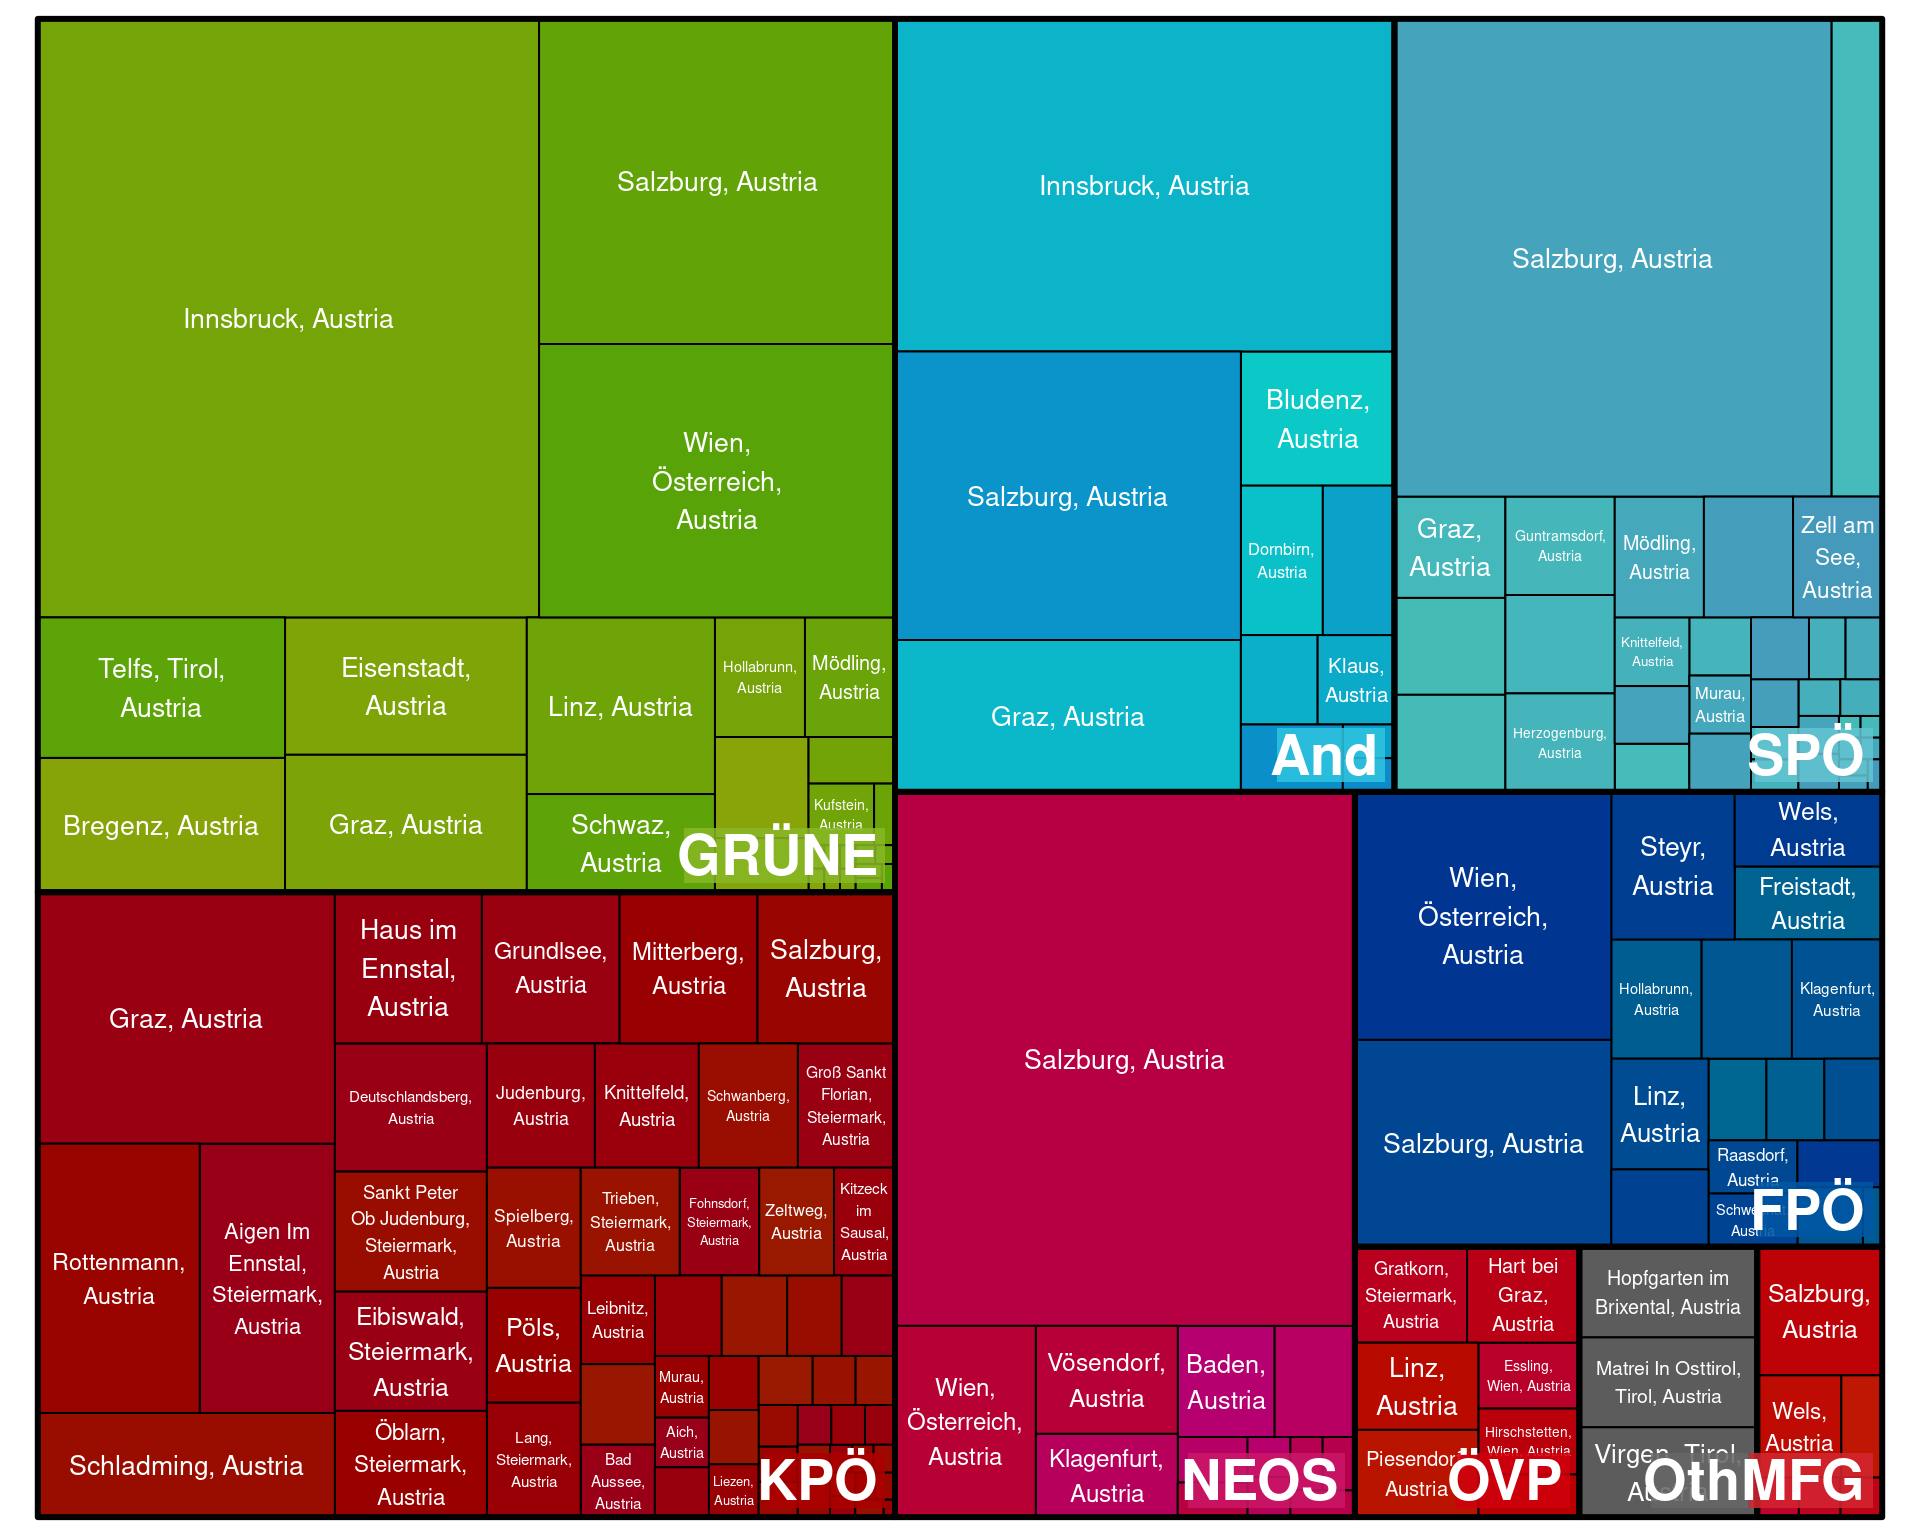 Innsbruck, Austria
Salzburg, Austria
Wien,
Österreich,
Austria
Telfs, Tirol,
Austria
Eisenstadt,
Austria
Linz, Austria
Hollabrunn,
Austria
Mödling,
Austria
Bregenz, Austria
Graz, Austria
Schwaz,
Austria
Kufstein,
Austria
GRÜNE
Innsbruck, Austria
Salzburg, Austria
Bludenz,
Austria
Dornbirn,
Austria
Klaus,
Austria
Graz, Austria
And
Salzburg, Austria
Graz,
Austria
Guntramsdorf,
Austria
Mödling,
Austria
Zell am
See,
Austria
Knittelfeld,
Austria
Murau,
Austria
Herzogenburg,
Austria
SPÖ
Graz, Austria
Haus im
Ennstal,
Austria
Grundlsee,
Austria
Mitterberg,
Austria
Salzburg,
Austria
Deutschlandsberg,
Austria
Judenburg,
Austria
Knittelfeld,
Austria
Schwanberg,
Austria
Groß Sankt
Florian,
Steiermark,
Austria
Rottenmann,
Austria
Aigen Im
Ennstal,
Steiermark,
Austria
Sankt Peter
Ob Judenburg,
Steiermark,
Austria
Spielberg,
Austria
Trieben,
Steiermark,
Austria
Fohnsdorf,
Steiermark,
Austria
Zeltweg,
Austria
Kitzeck
im
Sausal,
Austria
Eibiswald,
Steiermark,
Austria
Pöls,
Austria
Leibnitz,
Austria
Murau,
Austria
Aich,
Austria
Schladming, Austria
Öblarn,
Steiermark,
Austria
Lang,
Steiermark,
Austria
Bad
Aussee,
Austria
Liezen,
Austria
KPÖ
Salzburg, Austria
Wien,
Österreich,
Austria
Vösendorf,
Austria
Baden,
Austria
Klagenfurt,
Austria
NEOS
Wien,
Österreich,
Austria
Steyr,
Austria
Wels,
Austria
Freistadt,
Austria
Hollabrunn,
Austria
Klagenfurt,
Austria
Salzburg, Austria
Linz,
Austria
Raasdorf,
Austria
Austria
FPÖ
Gratkorn,
Steiermark,
Austria
Hart bei
Graz,
Austria
Linz,
Austria
Essling,
Wien, Austria
Hirschstetten,
Wien, Austria
Piesendorf,
Austria
ÖVP
Hopfgarten im
Brixental, Austria
Matrei In Osttirol,
Tirol, Austria
Virgen, Tirol,
Austria
Oth
Salzburg,
Austria
Wels,
Austria
MFG